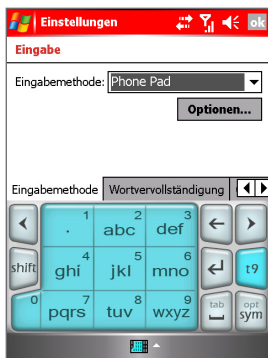 Einstellungen ok
Eingabe
Eingabemethode: Phone Pad
Optionen...
Eingabemethode Wortvervollständigung
. 1 abc 2 def 3
shift ghi 4 jkl 5 mno 6 t9
0 pqrs 7 tuv 8 wxyz 9 tab opt sym